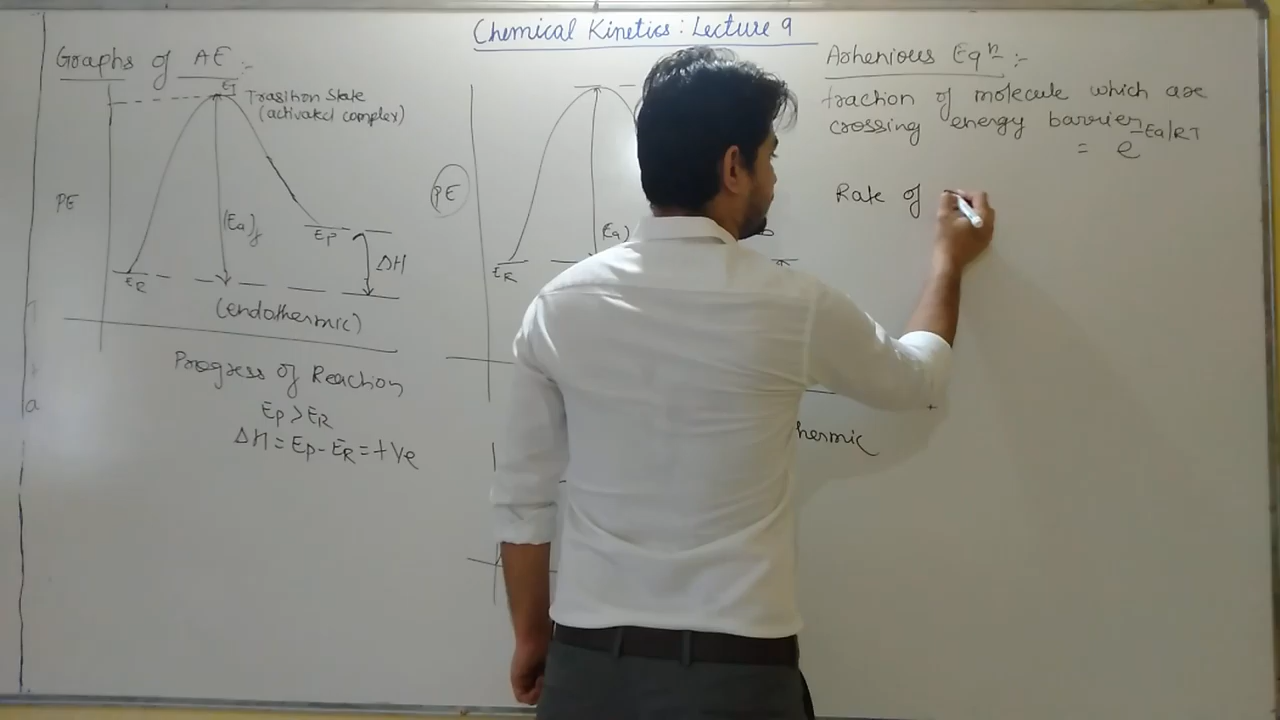 Chemical Kinetics: Lecture 9
Graphs of AE :-
ET
Trasition State
(activated complex)
PE
(Ea)f
EP
ΔH
ER
(endothermic)
Progress of Reaction
EP > ER
ΔH = EP - ER = +ve
PE
(Ea)
ER
hermic
Arhenious Eqn :-
fraction of molecule which are
crossing energy barrier
= e-Ea/RT
Rate of